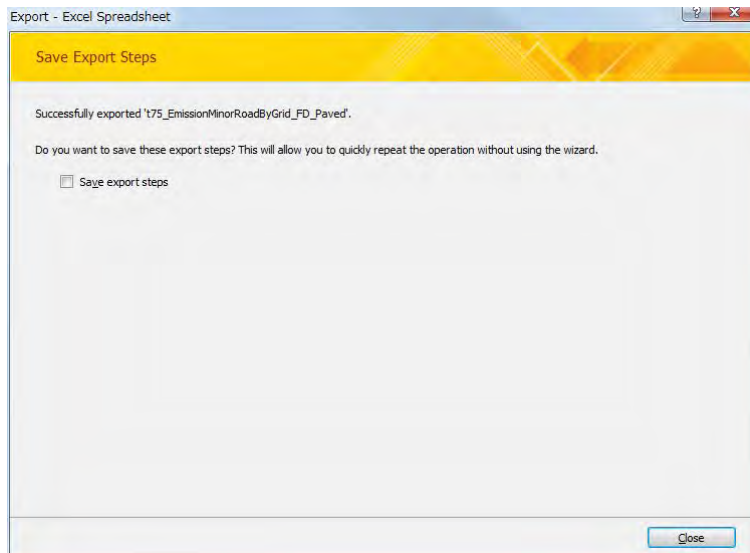 Export - Excel Spreadsheet
Save Export Steps
Successfully exported 't75_EmissionMinorRoadByGrid_FD_Paved'.
Do you want to save these export steps? This will allow you to quickly repeat the operation without using the wizard.
Save export steps
Close